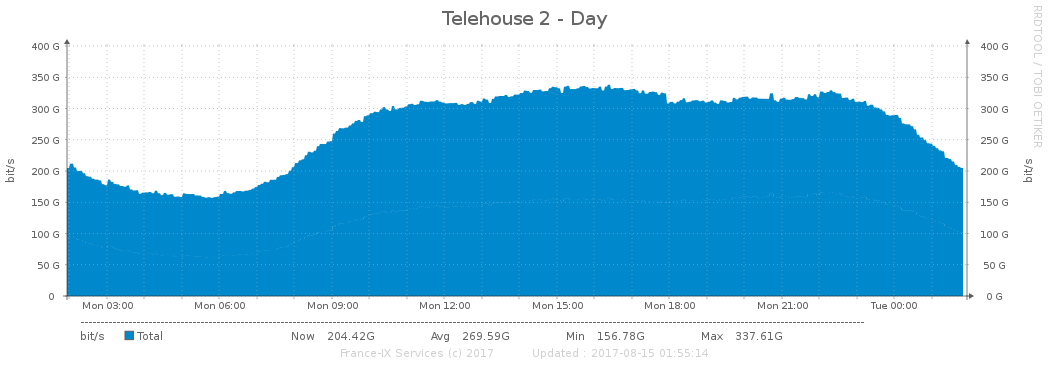 Telehouse 2 - Day
RRDTOOL / TOBI OETIKER
bit/s
bit/s
400 G 400 G
350 G 350 G
300 G 300 G
250 G 250 G
200 G 200 G
150 G 150 G
100 G 100 G
50 G 50 G
0 0 G
Mon 03:00 Mon 06:00 Mon 09:00 Mon 12:00 Mon 15:00 Mon 18:00 Mon 21:00 Tue 00:00
bit/s Total Now 204.42G Avg 269.59G Min 156.78G Max 337.61G
France-IX Services (c) 2017 Updated : 2017-08-15 01:55:14